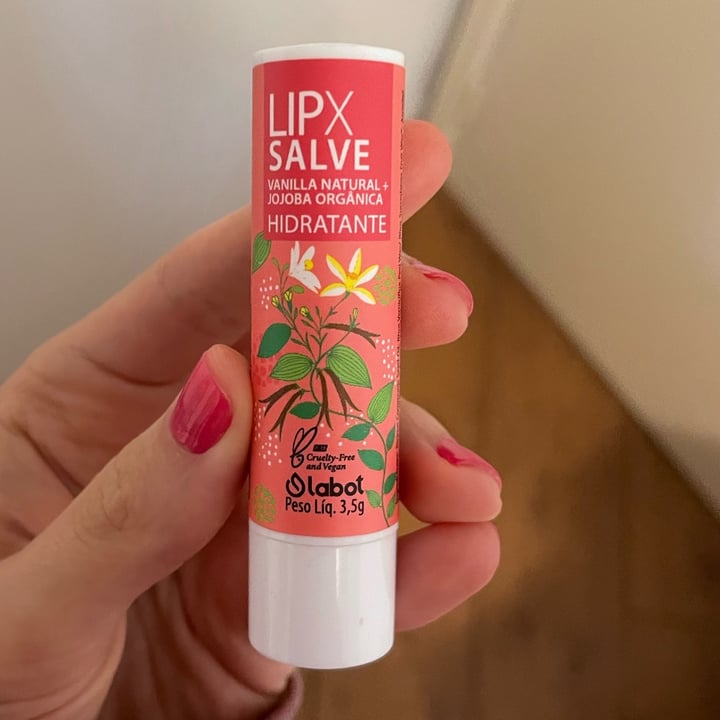 LIPX
SALVE
VANILLA NATURAL +
JOJOBA ORGÂNICA
HIDRATANTE
Cruelty-Free
and Vegan
labot
Peso Líq. 3,5g